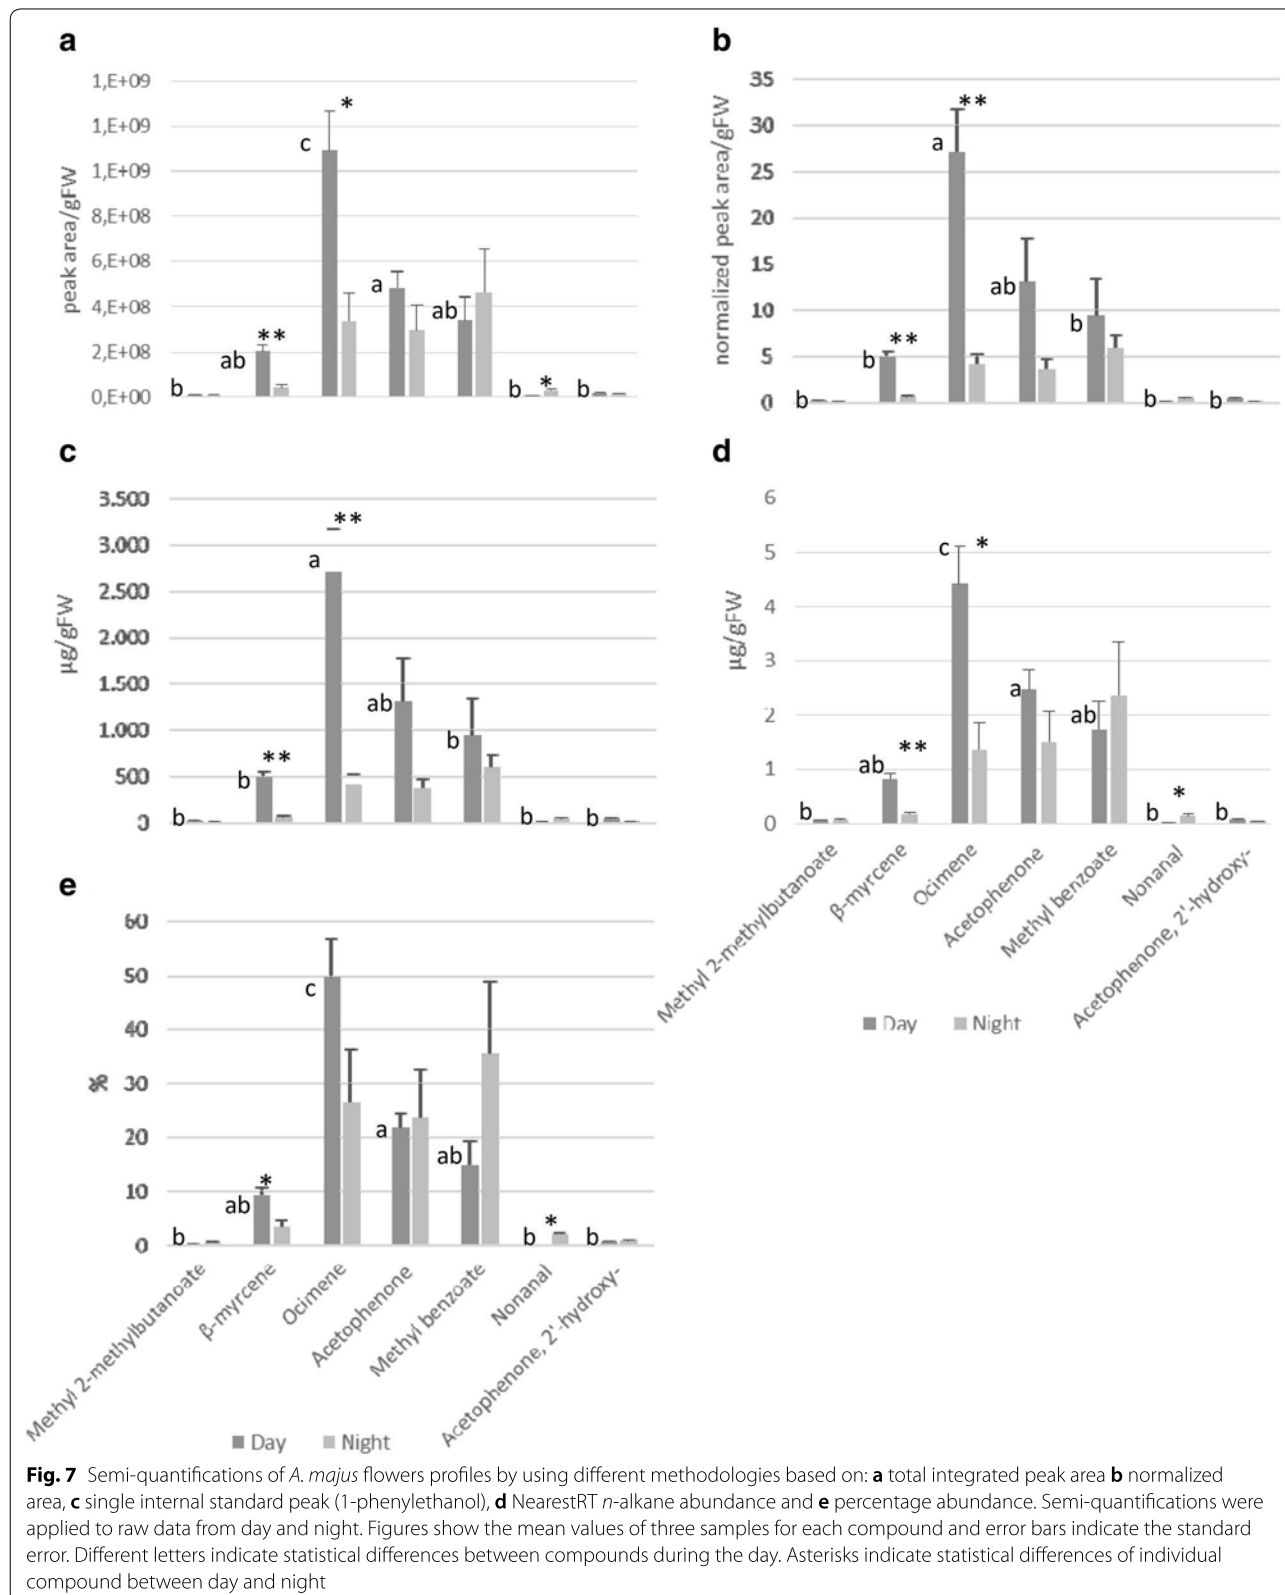 a
1,E+09
1,E+09
1,E+09
8,E+08
6,E+08
4,E+08
2,E+08
0,E+00
peak area/gFW
b
ab
**
c
*
a
ab
b
*
b
b
35
30
25
20
15
10
5
0
normalized peak area/gFW
b
b
**
a
**
ab
b
b
b
c
3.500
3.000
2.500
2.000
1.500
1.000
500
0
µg/gFW
b
b
**
a
**
ab
b
b
b
d
6
5
4
3
2
1
0
µg/gFW
b
ab
**
c
*
a
ab
b
*
b
Methyl 2-methylbutanoate
β-myrcene
Ocimene
Acetophenone
Methyl benzoate
Nonanal
Acetophenone, 2'-hydroxy-
Day
Night
e
60
50
40
30
20
10
0
%
b
ab
*
c
a
ab
b
*
b
Methyl 2-methylbutanoate
β-myrcene
Ocimene
Acetophenone
Methyl benzoate
Nonanal
Acetophenone, 2'-hydroxy-
Day
Night
Fig. 7 Semi-quantifications of A. majus flowers profiles by using different methodologies based on: a total integrated peak area b normalized
area, c single internal standard peak (1-phenylethanol), d NearestRT n-alkane abundance and e percentage abundance. Semi-quantifications were
applied to raw data from day and night. Figures show the mean values of three samples for each compound and error bars indicate the standard
error. Different letters indicate statistical differences between compounds during the day. Asterisks indicate statistical differences of individual
compound between day and night